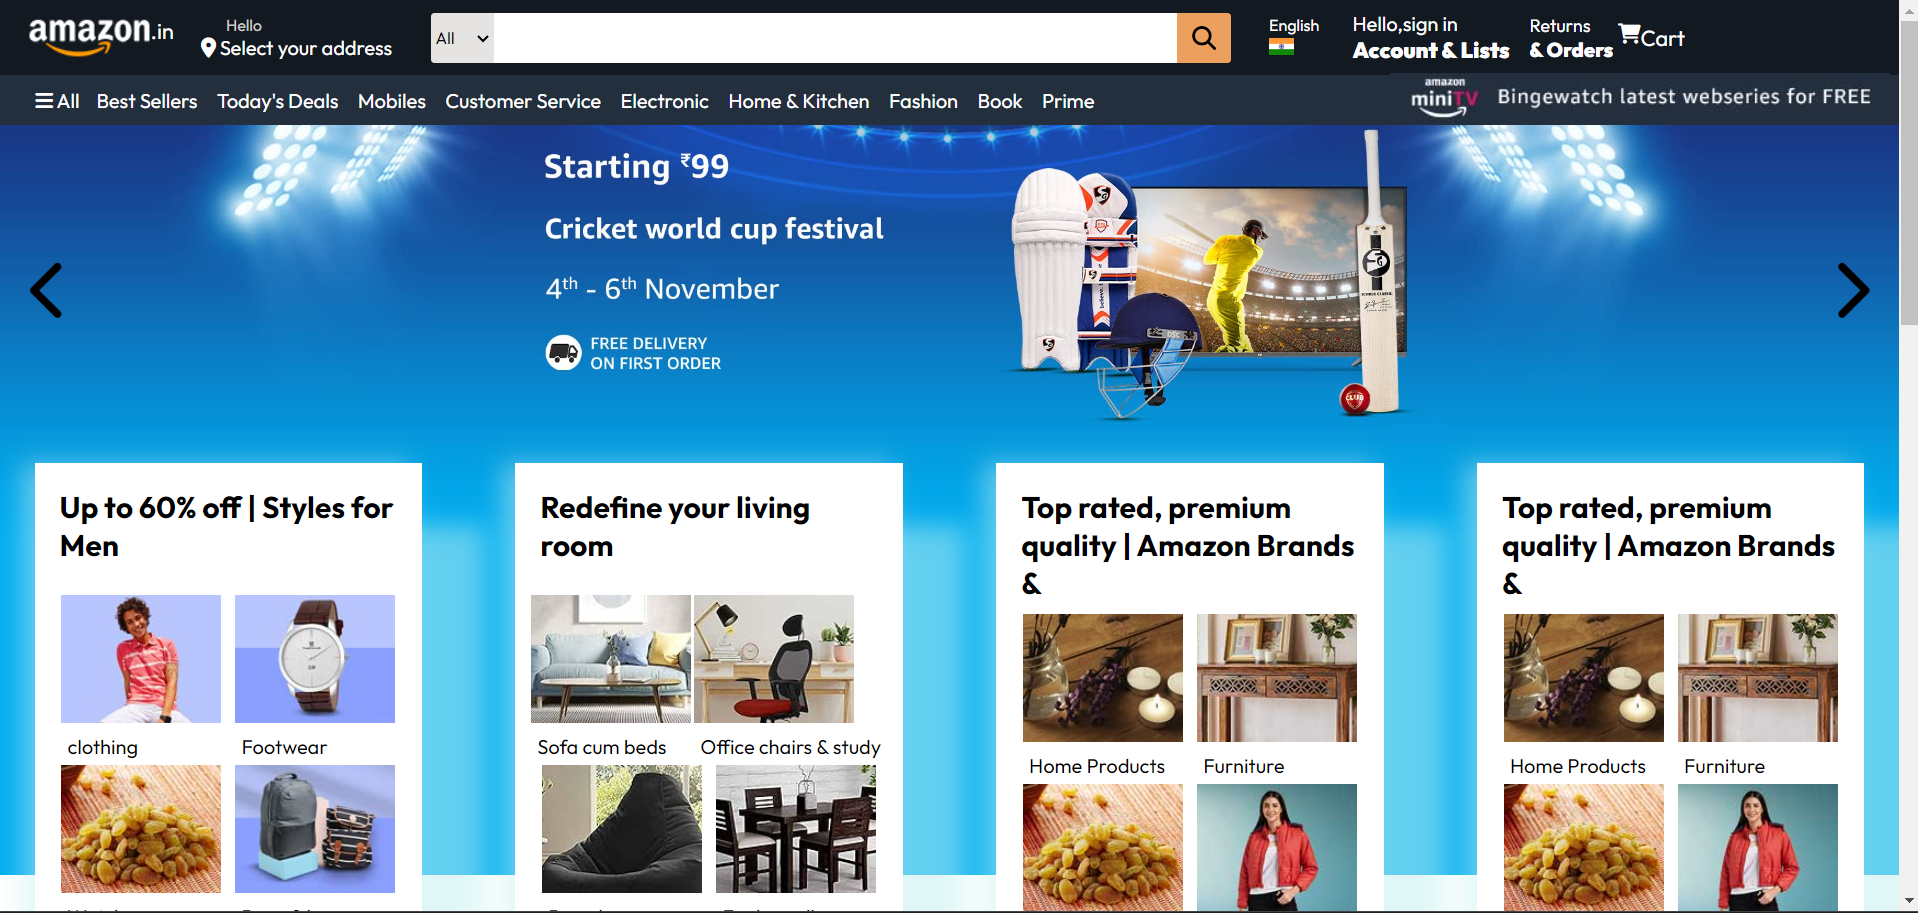 amazon.in
Hello
Select your address
All
English
Hello,sign in
Account & Lists
Returns
& Orders
Cart
All Best Sellers Today's Deals Mobiles Customer Service Electronic Home & Kitchen Fashion Book Prime
amazon
miniTV
Bingewatch latest webseries for FREE
Starting ₹99
Cricket world cup festival
4th - 6th November
FREE DELIVERY
ON FIRST ORDER
Up to 60% off | Styles for
Men
clothing Footwear
Redefine your living
room
Sofa cum beds Office chairs & study
Top rated, premium
quality | Amazon Brands
&
Home Products Furniture
Top rated, premium
quality | Amazon Brands
&
Home Products Furniture